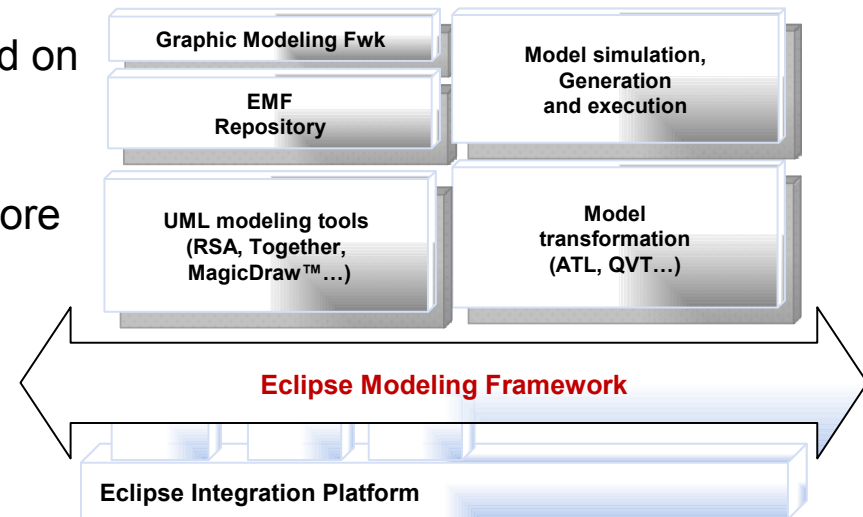 d on
ore
Graphic Modeling Fwk
EMF
Repository
Model simulation,
Generation
and execution
UML modeling tools
(RSA, Together,
MagicDraw™…)
Model
transformation
(ATL, QVT…)
Eclipse Modeling Framework
Eclipse Integration Platform